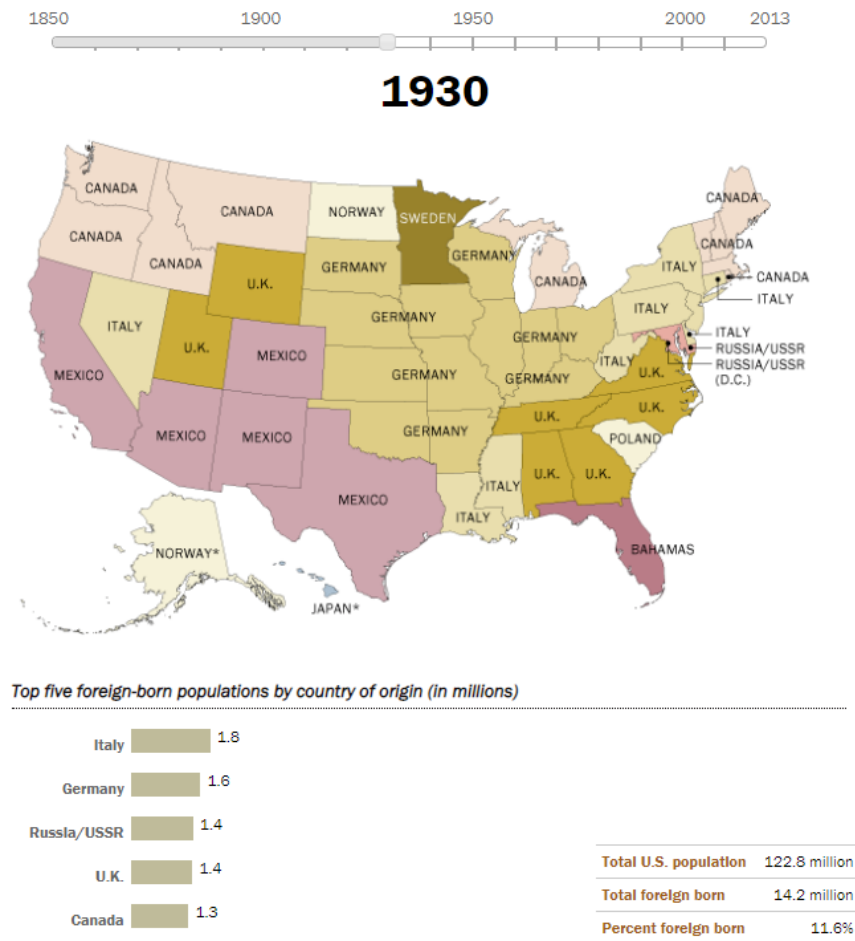 1850 1900 1950 2000 2013
1930
CANADA
CANADA
CANADA
CANADA
NORWAY
SWEDEN
GERMANY
GERMANY
CANADA
CANADA
CANADA
CANADA
ITALY
ITALY
ITALY
ITALY
RUSSIA/USSR
RUSSIA/USSR
(D.C.)
U.K.
ITALY
U.K.
MEXICO
MEXICO
GERMANY
GERMANY
GERMANY
GERMANY
GERMANY
ITALY
U.K.
U.K.
U.K.
POLAND
MEXICO
MEXICO
MEXICO
ITALY
ITALY
U.K.
U.K.
BAHAMAS
NORWAY*
JAPAN*
Top five foreign-born populations by country of origin (in millions)
Italy 1.8
Germany 1.6
Russia/USSR 1.4
U.K. 1.4
Canada 1.3
Total U.S. population 122.8 million
Total foreign born 14.2 million
Percent foreign born 11.6%